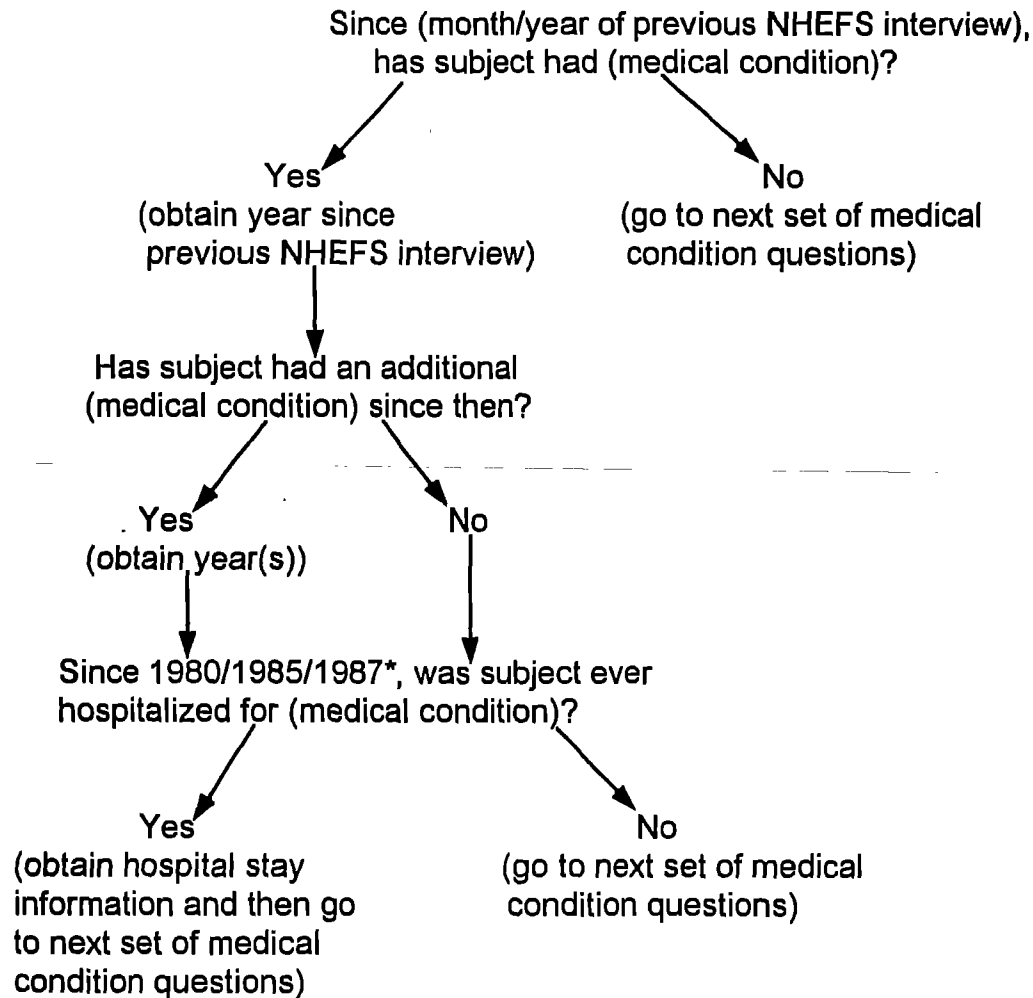 Since (month/year of previous NHEFS interview),
has subject had (medical condition)?
Yes
(obtain year since
previous NHEFS interview)
No
(go to next set of medical
condition questions)
Has subject had an additional
(medical condition) since then?
Yes
(obtain year(s))
No
Since 1980/1985/1987*, was subject ever
hospitalized for (medical condition)?
Yes
(obtain hospital stay
information and then go
to next set of medical
condition questions)
No
(go to next set of medical
condition questions)